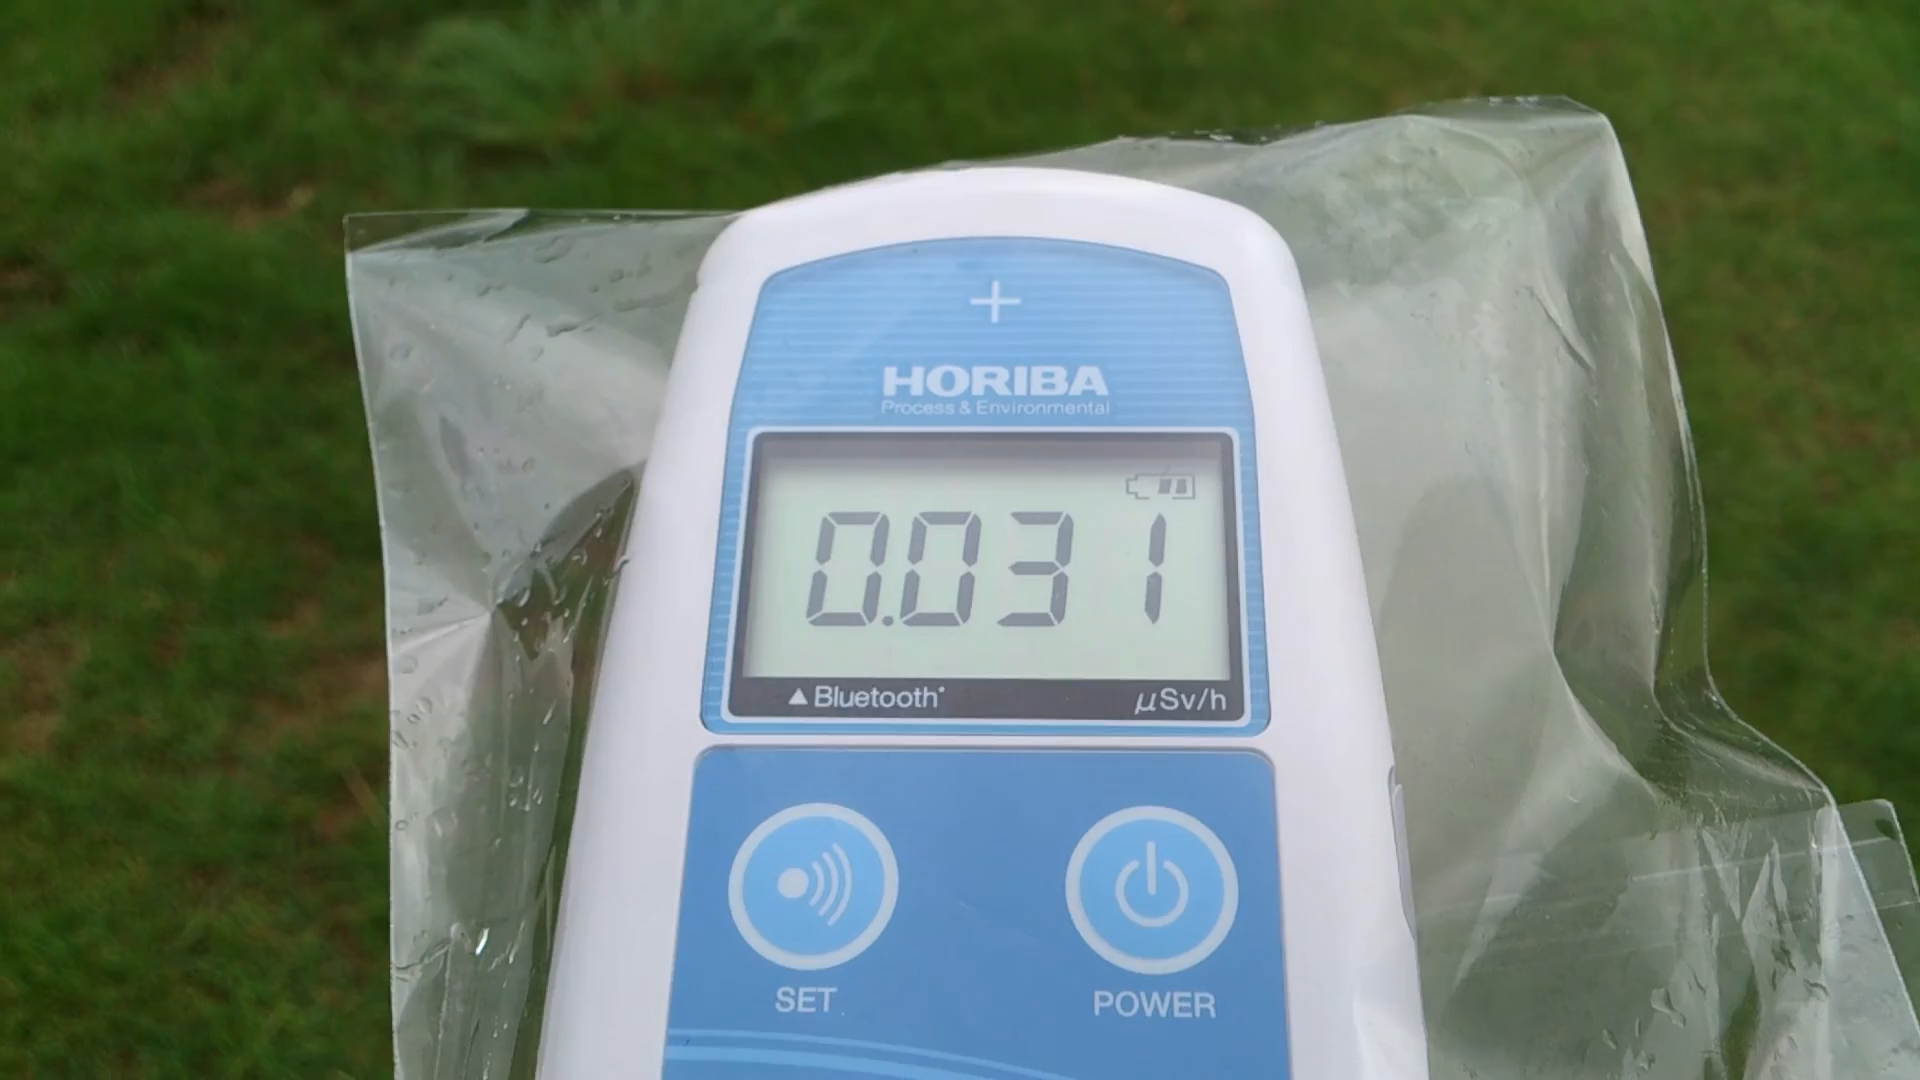 HORIBA
Process & Environmental
0.031
▲Bluetooth® μSv/h
SET POWER